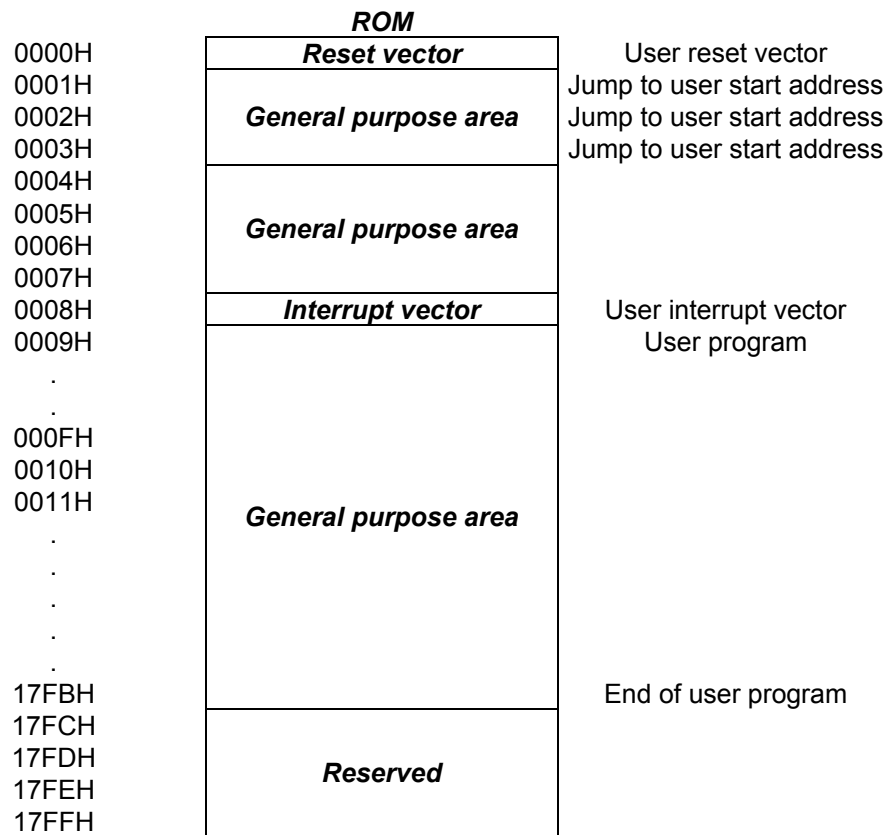 ROM
0000H Reset vector User reset vector
0001H Jump to user start address
0002H General purpose area Jump to user start address
0003H Jump to user start address
0004H
0005H
General purpose area
0006H
0007H
0008H Interrupt vector User interrupt vector
0009H User program
.
.
000FH
0010H
0011H
General purpose area
.
.
.
.
.
17FBH End of user program
17FCH
17FDH
Reserved
17FEH
17FFH